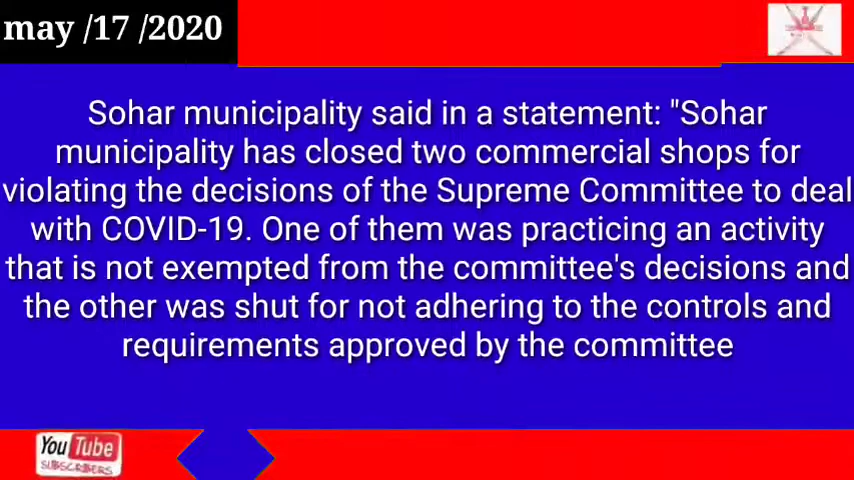 may /17 /2020
Sohar municipality said in a statement: "Sohar
municipality has closed two commercial shops for
violating the decisions of the Supreme Committee to deal
with COVID-19. One of them was practicing an activity
that is not exempted from the committee's decisions and
the other was shut for not adhering to the controls and
requirements approved by the committee
You Tube
SUBSCRIBERS